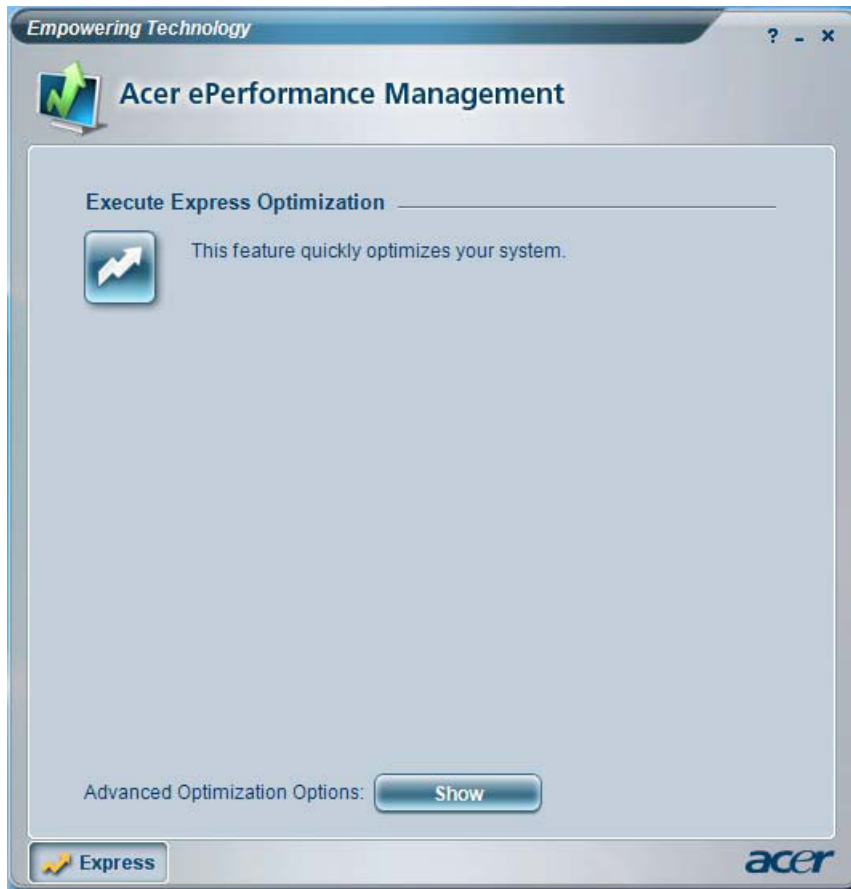 Empowering Technology
? - ×
Acer ePerformance Management
Execute Express Optimization
This feature quickly optimizes your system.
Advanced Optimization Options: Show
Express
acer